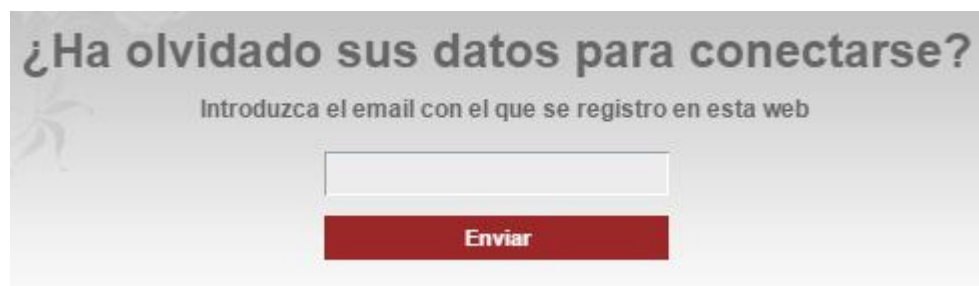 ¿Ha olvidado sus datos para conectarse?
Introduzca el email con el que se registro en esta web
Enviar